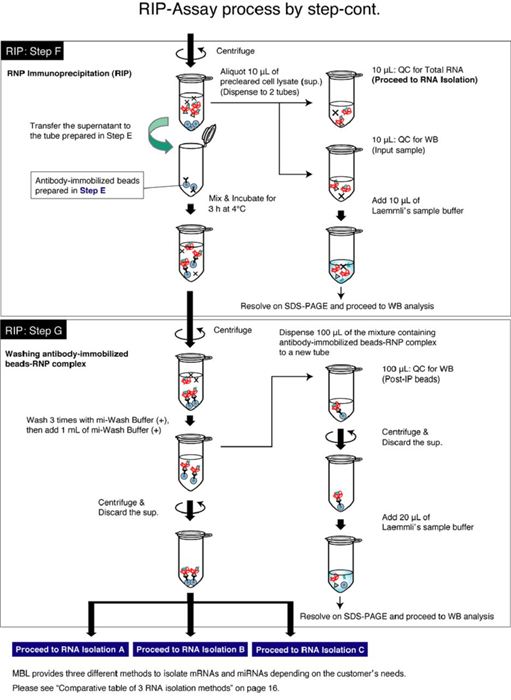 RIP-Assay process by step-cont.
RIP: Step F
Centrifuge
RNP Immunoprecipitation (RIP)
Aliquot 10 µL of
precleared cell lysate (sup.)
(Dispense to 2 tubes)
10 µL: QC for Total RNA
(Proceed to RNA Isolation)
Transfer the supernatant to
the tube prepared in Step E
10 µL: QC for WB
(Input sample)
Antibody-immobilized beads
prepared in Step E
Mix & Incubate for
3 h at 4°C
Add 10 µL of
Laemmli's sample buffer
Resolve on SDS-PAGE and proceed to WB analysis
RIP: Step G
Centrifuge
Washing antibody-immobilized
beads-RNP complex
Dispense 100 µL of the mixture containing
antibody-immobilized beads-RNP complex
to a new tube
100 µL: QC for WB
(Post-IP beads)
Wash 3 times with mi-Wash Buffer (+),
then add 1 mL of mi-Wash Buffer (+)
Centrifuge &
Discard the sup.
Centrifuge &
Discard the sup.
Add 20 µL of
Laemmli's sample buffer
Resolve on SDS-PAGE and proceed to WB analysis
Proceed to RNA Isolation A
Proceed to RNA Isolation B
Proceed to RNA Isolation C
MBL provides three different methods to isolate mRNAs and miRNAs depending on the customer's needs.
Please see "Comparative table of 3 RNA isolation methods" on page 16.